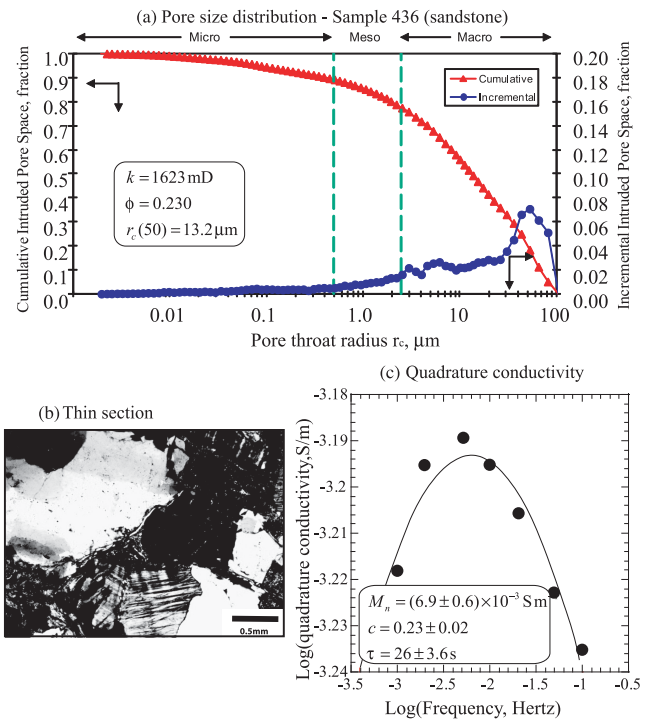 (a) Pore size distribution - Sample 436 (sandstone)
Micro Meso Macro
Cumulative Intruded Pore Space, fraction
1.0
0.9
0.8
0.7
0.6
0.5
0.4
0.3
0.2
0.1
0.0
Cumulative
Incremental
k = 1623 mD
ϕ = 0.230
r_c(50) = 13.2 μm
0.20
0.18
0.16
0.14
0.12
0.10
0.08
0.06
0.04
0.02
0.00
Incremental Intruded Pore Space, fraction
0.01 0.1 1.0 10 100
Pore throat radius r_c, μm
(b) Thin section
0.5mm
(c) Quadrature conductivity
Log(quadrature conductivity,S/m)
-3.18
-3.19
-3.2
-3.21
-3.22
-3.23
-3.24
M_n = (6.9±0.6)×10⁻³ S m
c = 0.23±0.02
τ = 26±3.6 s
-3.5 -3 -2.5 -2 -1.5 -1 -0.5
Log(Frequency, Hertz)